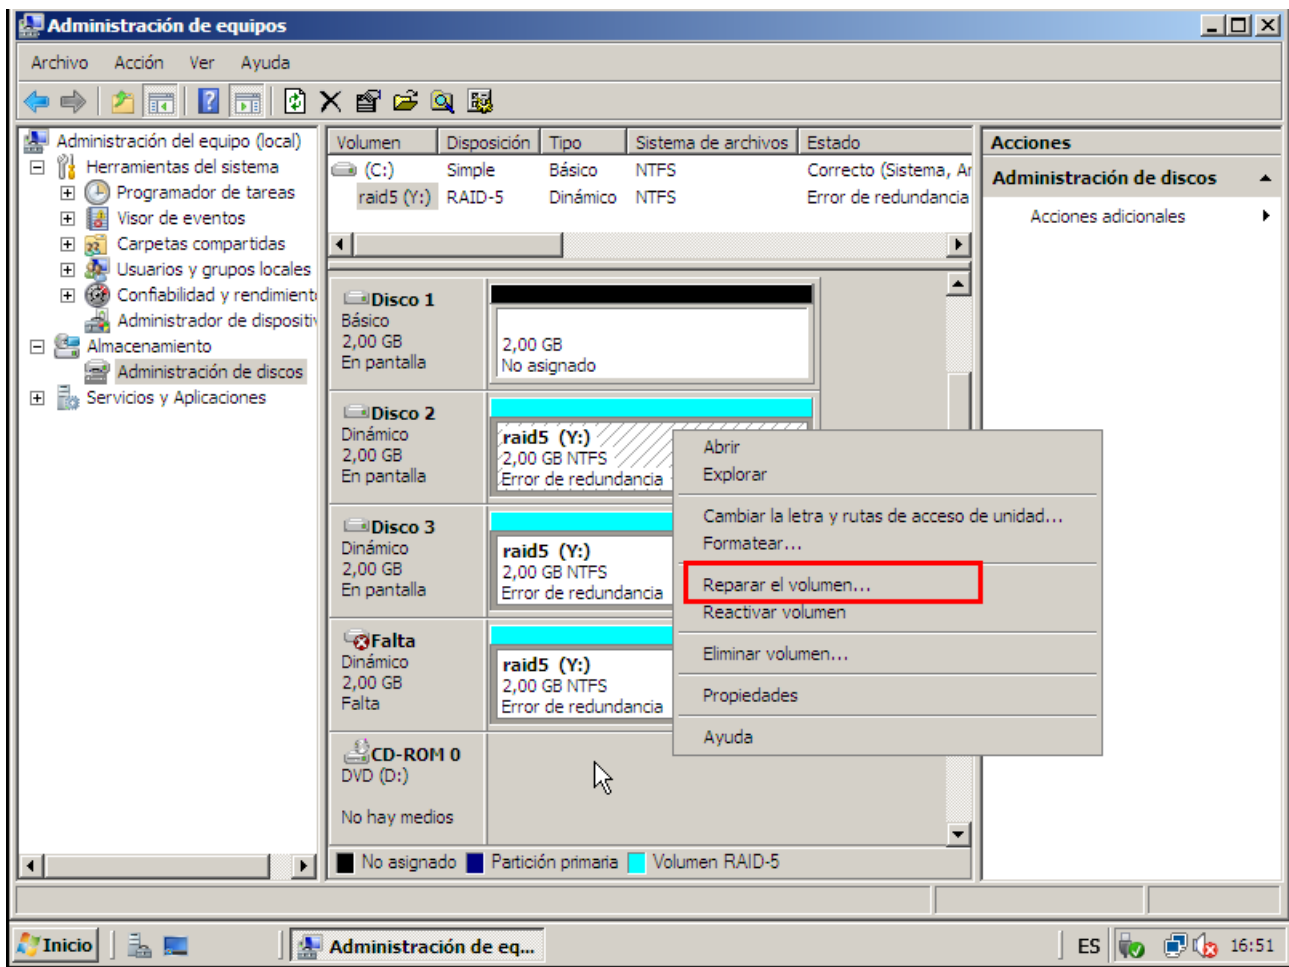 Administración de equipos
Archivo Acción Ver Ayuda
Administración del equipo (local)
Herramientas del sistema
Programador de tareas
Visor de eventos
Carpetas compartidas
Usuarios y grupos locales
Confiabilidad y rendimient
Administrador de dispositiv
Almacenamiento
Administración de discos
Servicios y Aplicaciones
Volumen Disposición Tipo Sistema de archivos Estado
(C:) Simple Básico NTFS Correcto (Sistema, Ar
raid5 (Y:) RAID-5 Dinámico NTFS Error de redundancia
Disco 1
Básico
2,00 GB
En pantalla
2,00 GB
No asignado
Disco 2
Dinámico
2,00 GB
En pantalla
raid5 (Y:)
2,00 GB NTFS
Error de redundancia
Disco 3
Dinámico
2,00 GB
En pantalla
raid5 (Y:)
2,00 GB NTFS
Error de redundancia
Falta
Dinámico
2,00 GB
Falta
raid5 (Y:)
2,00 GB NTFS
Error de redundancia
CD-ROM 0
DVD (D:)
No hay medios
No asignado Partición primaria Volumen RAID-5
Abrir
Explorar
Cambiar la letra y rutas de acceso de unidad...
Formatear...
Reparar el volumen...
Reactivar volumen
Eliminar volumen...
Propiedades
Ayuda
Acciones
Administración de discos
Acciones adicionales
Inicio
Administración de eq...
ES
16:51